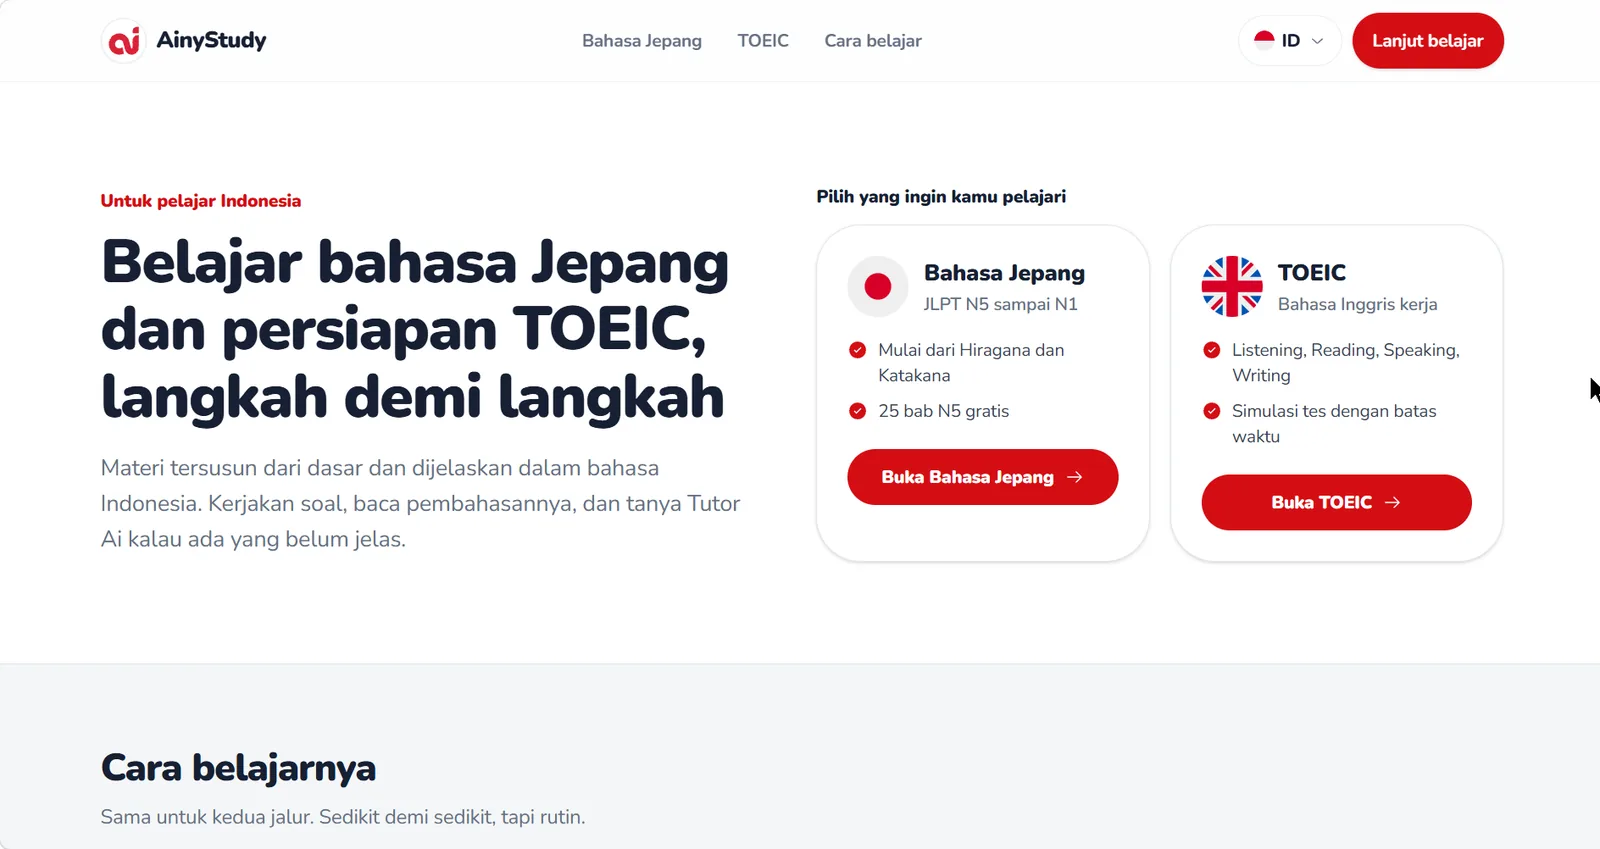 ai AinyStudy
Bahasa Jepang
TOEIC
Cara belajar
ID
Lanjut belajar
Untuk pelajar Indonesia
Belajar bahasa Jepang
dan persiapan TOEIC,
langkah demi langkah
Materi tersusun dari dasar dan dijelaskan dalam bahasa
Indonesia. Kerjakan soal, baca pembahasannya, dan tanya Tutor
Ai kalau ada yang belum jelas.
Pilih yang ingin kamu pelajari
Bahasa Jepang
JLPT N5 sampai N1
Mulai dari Hiragana dan
Katakana
25 bab N5 gratis
Buka Bahasa Jepang →
TOEIC
Bahasa Inggris kerja
Listening, Reading, Speaking,
Writing
Simulasi tes dengan batas
waktu
Buka TOEIC →
Cara belajarnya
Sama untuk kedua jalur. Sedikit demi sedikit, tapi rutin.